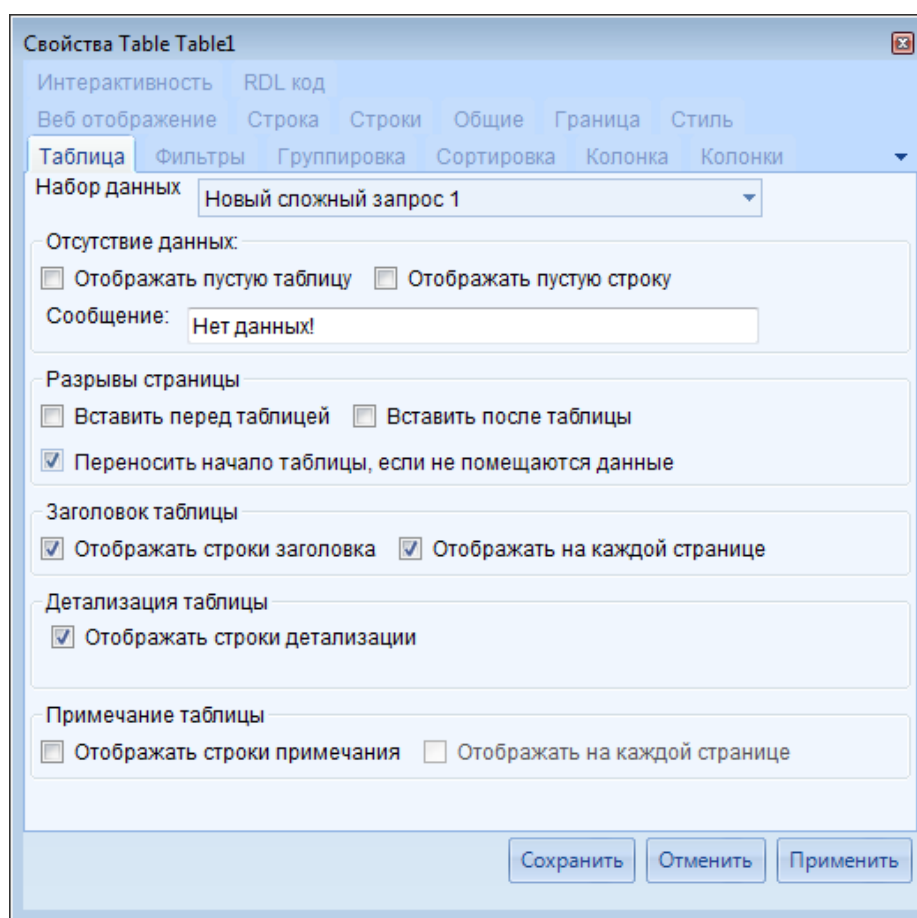 Свойства Table Table1
Интерактивность RDL код
Веб отображение Строка Строки Общие Граница Стиль
Таблица Фильтры Группировка Сортировка Колонка Колонки
Набор данных Новый сложный запрос 1
Отсутствие данных:
Отображать пустую таблицу Отображать пустую строку
Сообщение: Нет данных!
Разрывы страницы
Вставить перед таблицей Вставить после таблицы
Переносить начало таблицы, если не помещаются данные
Заголовок таблицы
Отображать строки заголовка Отображать на каждой странице
Детализация таблицы
Отображать строки детализации
Примечание таблицы
Отображать строки примечания Отображать на каждой странице
Сохранить Отменить Применить